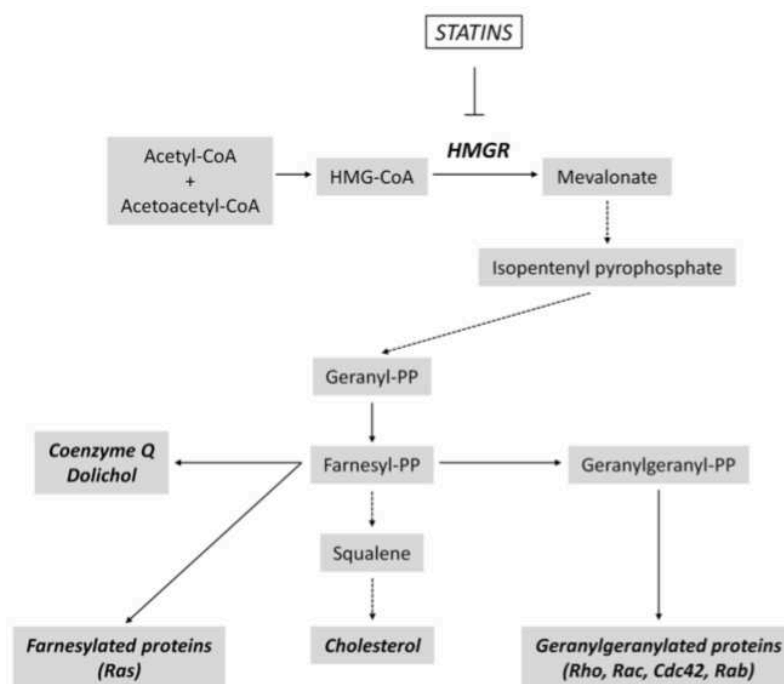 STATINS
HMGR
Acetyl-CoA
+
Acetoacetyl-CoA
HMG-CoA
Mevalonate
Isopentenyl pyrophosphate
Geranyl-PP
Coenzyme Q
Dolichol
Farnesyl-PP
Geranylgeranyl-PP
Squalene
Farnesylated proteins
(Ras)
Cholesterol
Geranylgeranylated proteins
(Rho, Rac, Cdc42, Rab)